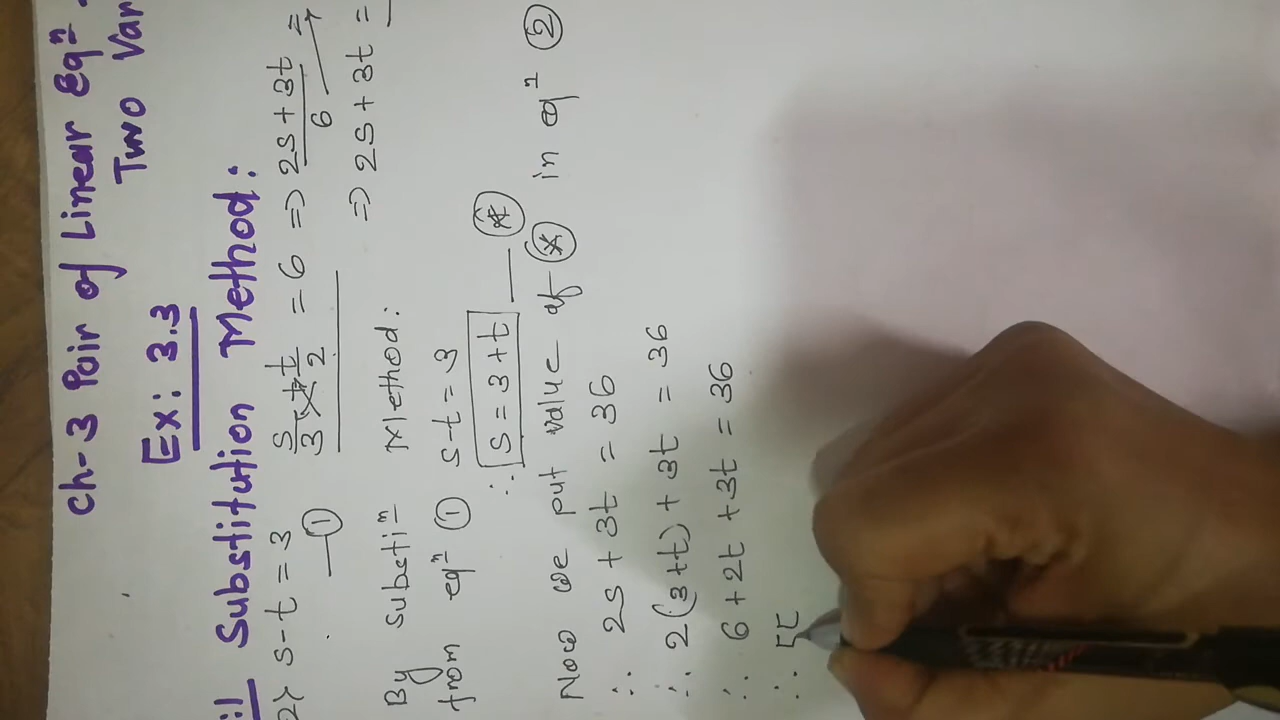 Ch-3 Pair of Linear Eqⁿ.
Two Var
Ex: 3.3
:1 Substitution Method:
2} s-t=3 —① s/3 + t/2 = 6 => 2s+3t/6 =
=> 2s+3t =
By substiⁿ Method:
from eqⁿ ① s-t=3
∴ s=3+t —⊛
Now we put value of ⊛ in eqⁿ ②
∴ 2s+3t = 36
∴ 2(3+t)+3t = 36
∴ 6+2t+3t = 36
∴ 5t